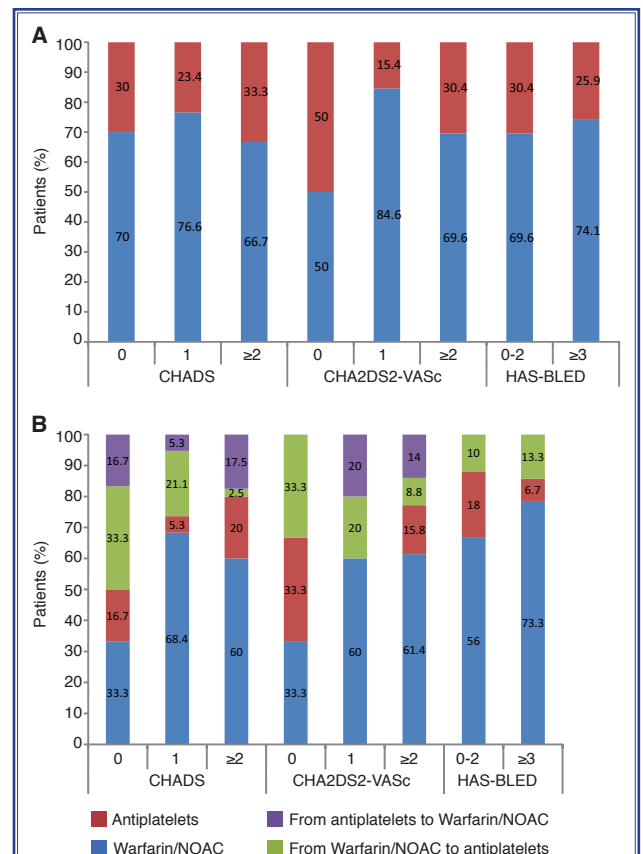 A
100
90
80
70
60
50
40
30
20
10
0
Patients (%)
30 23.4 33.3 50 15.4 30.4 30.4 25.9
70 76.6 66.7 50 84.6 69.6 69.6 74.1
0 1 ≥2 0 1 ≥2 0-2 ≥3
CHADS CHA2DS2-VASc HAS-BLED
B
100
90
80
70
60
50
40
30
20
10
0
Patients (%)
16.7 5.3 17.5 20 14
33.3 21.1 2.5 33.3 20 8.8 10 13.3
16.7 5.3 20 33.3 15.8 18 6.7
33.3 68.4 60 33.3 60 61.4 56 73.3
0 1 ≥2 0 1 ≥2 0-2 ≥3
CHADS CHA2DS2-VASc HAS-BLED
Antiplatelets From antiplatelets to Warfarin/NOAC
Warfarin/NOAC From Warfarin/NOAC to antiplatelets